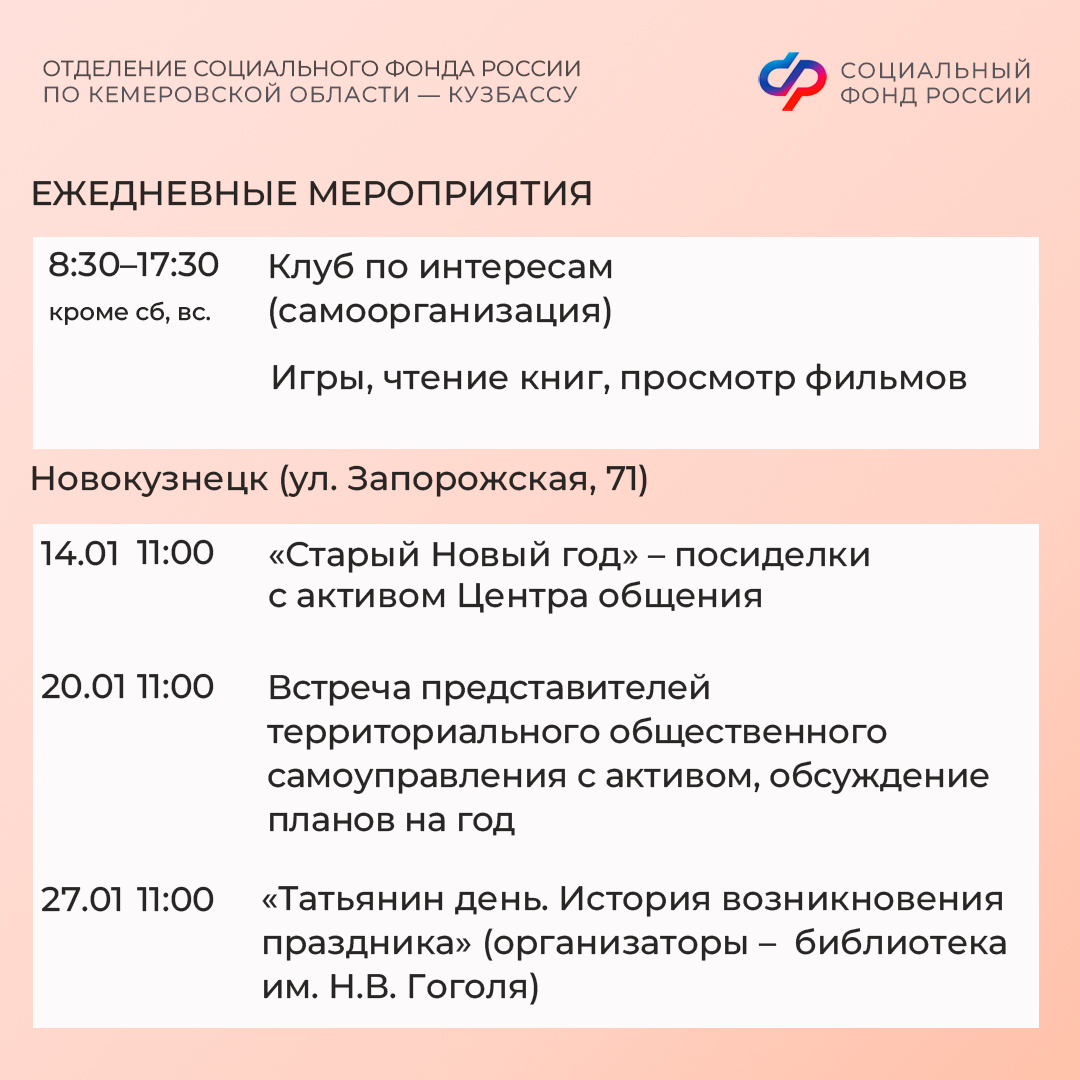 ОТДЕЛЕНИЕ СОЦИАЛЬНОГО ФОНДА РОССИИ
ПО КЕМЕРОВСКОЙ ОБЛАСТИ — КУЗБАССУ
СОЦИАЛЬНЫЙ
ФОНД РОССИИ
ЕЖЕДНЕВНЫЕ МЕРОПРИЯТИЯ
8:30–17:30 Клуб по интересам
кроме сб, вс. (самоорганизация)
Игры, чтение книг, просмотр фильмов
Новокузнецк (ул. Запорожская, 71)
14.01 11:00 «Старый Новый год» – посиделки
с активом Центра общения
20.01 11:00 Встреча представителей
территориального общественного
самоуправления с активом, обсуждение
планов на год
27.01 11:00 «Татьянин день. История возникновения
праздника» (организаторы – библиотека
им. Н.В. Гоголя)